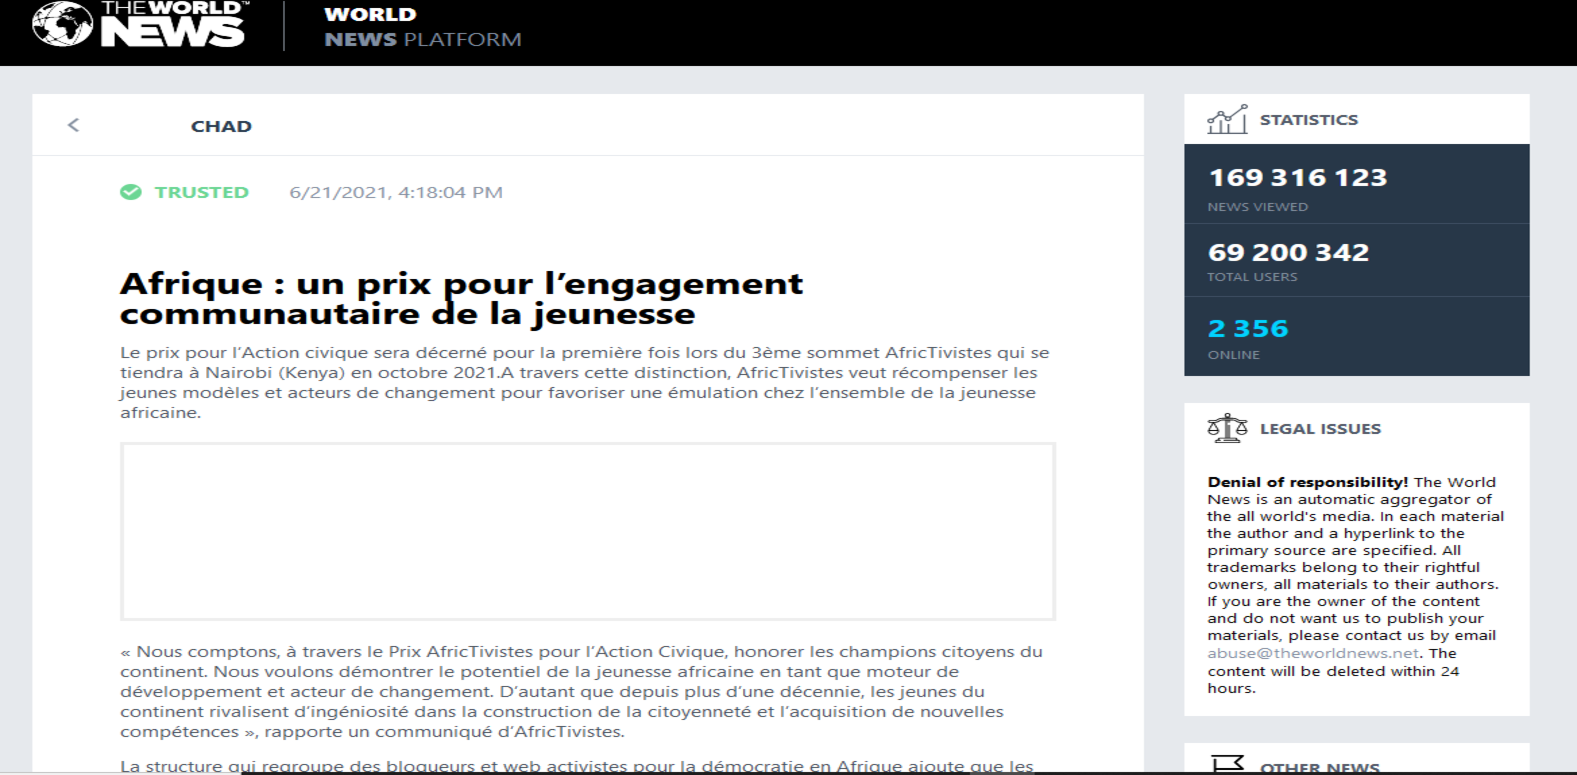 THE WORLD™
NEWS
WORLD
NEWS PLATFORM
CHAD
TRUSTED 6/21/2021, 4:18:04 PM
Afrique : un prix pour l’engagement
communautaire de la jeunesse
Le prix pour l’Action civique sera décerné pour la première fois lors du 3ème sommet AfricTivistes qui se
tiendra à Nairobi (Kenya) en octobre 2021.A travers cette distinction, AfricTivistes veut récompenser les
jeunes modèles et acteurs de changement pour favoriser une émulation chez l’ensemble de la jeunesse
africaine.
« Nous comptons, à travers le Prix AfricTivistes pour l’Action Civique, honorer les champions citoyens du
continent. Nous voulons démontrer le potentiel de la jeunesse africaine en tant que moteur de
développement et acteur de changement. D’autant que depuis plus d’une décennie, les jeunes du
continent rivalisent d’ingéniosité dans la construction de la citoyenneté et l’acquisition de nouvelles
compétences », rapporte un communiqué d’AfricTivistes.
La structure qui regroupe des blogueurs et web activistes pour la démocratie en Afrique ajoute que les
STATISTICS
169 316 123
NEWS VIEWED
69 200 342
TOTAL USERS
2 356
ONLINE
LEGAL ISSUES
Denial of responsibility! The World
News is an automatic aggregator of
the all world's media. In each material
the author and a hyperlink to the
primary source are specified. All
trademarks belong to their rightful
owners, all materials to their authors.
If you are the owner of the content
and do not want us to publish your
materials, please contact us by email
abuse@theworldnews.net. The
content will be deleted within 24
hours.
OTHER NEWS